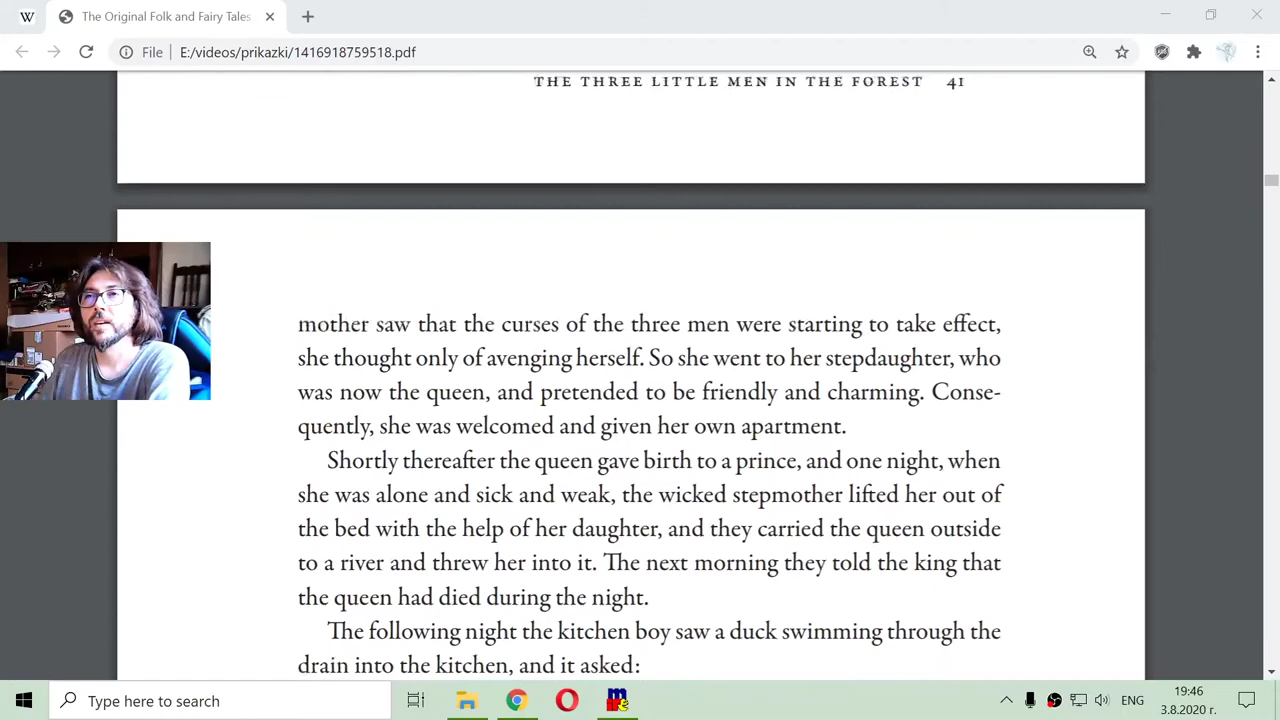 The Original Folk and Fairy Tales
File | E:/videos/prikazki/1416918759518.pdf
THE THREE LITTLE MEN IN THE FOREST 41
mother saw that the curses of the three men were starting to take effect,
she thought only of avenging herself. So she went to her stepdaughter, who
was now the queen, and pretended to be friendly and charming. Conse-
quently, she was welcomed and given her own apartment.
Shortly thereafter the queen gave birth to a prince, and one night, when
she was alone and sick and weak, the wicked stepmother lifted her out of
the bed with the help of her daughter, and they carried the queen outside
to a river and threw her into it. The next morning they told the king that
the queen had died during the night.
The following night the kitchen boy saw a duck swimming through the
drain into the kitchen, and it asked:
Type here to search
ENG
19:46
3.8.2020 г.